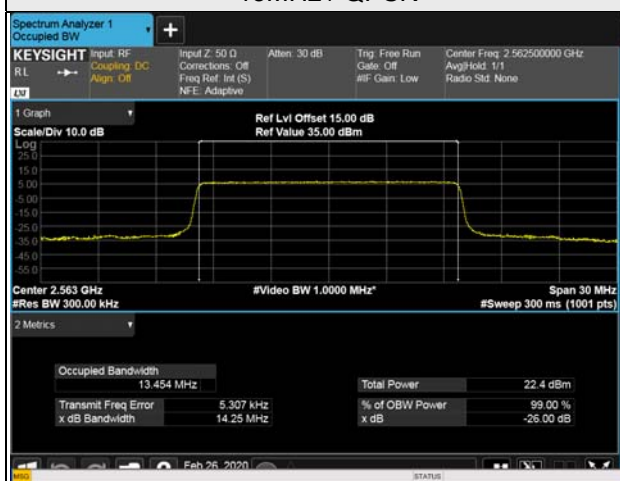 Spectrum Analyzer 1
Occupied BW
KEYSIGHT
RL
LXI
Input: RF
Coupling: DC
Align: Off
Input Z: 50 Ω
Corrections: Off
Freq Ref: Int (S)
NFE: Adaptive
Atten: 30 dB
Trig: Free Run
Gate: Off
#IF Gain: Low
Center Freq: 2.562500000 GHz
Avg|Hold: 1/1
Radio Std: None
1 Graph
Scale/Div 10.0 dB
Ref Lvl Offset 15.00 dB
Ref Value 35.00 dBm
Log
25.0
15.0
5.00
-5.00
-15.0
-25.0
-35.0
-45.0
-55.0
Center 2.563 GHz
#Res BW 300.00 kHz
#Video BW 1.0000 MHz*
Span 30 MHz
#Sweep 300 ms (1001 pts)
2 Metrics
Occupied Bandwidth
13.454 MHz
Total Power 22.4 dBm
Transmit Freq Error 5.307 kHz
% of OBW Power 99.00 %
x dB Bandwidth 14.25 MHz
x dB -26.00 dB
Feb 26, 2020
MSG
STATUS